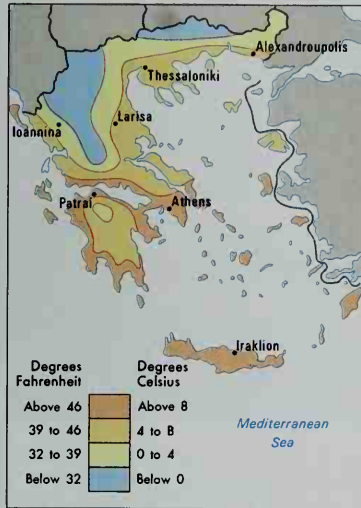 Alexandroupolis
Thessaloniki
Larisa
Ioannina
Patrai
Athens
Iraklion
Mediterranean
Sea
Degrees Fahrenheit
Degrees Celsius
Above 46
Above 8
39 to 46
4 to 8
32 to 39
0 to 4
Below 32
Below 0